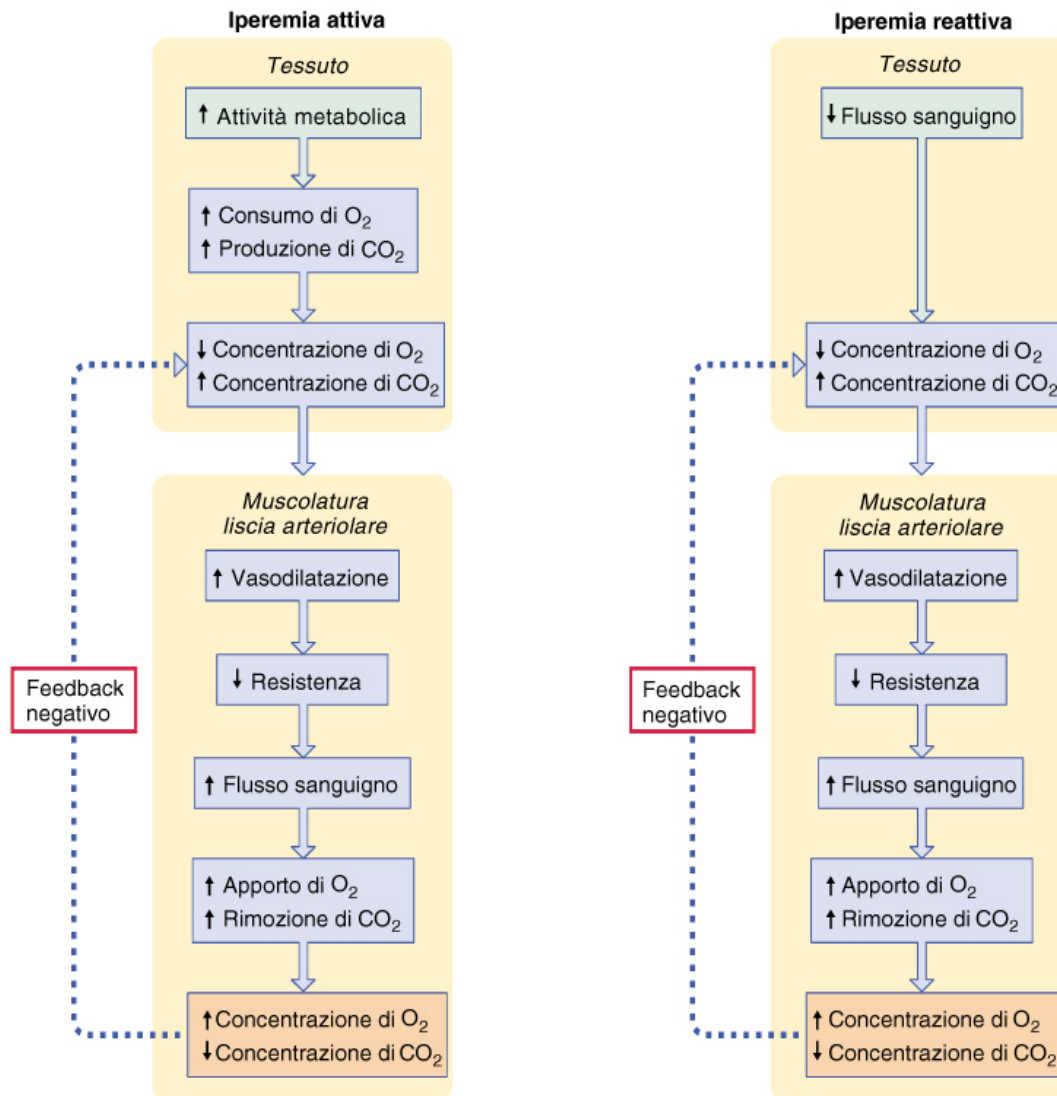 Iperemia attiva
Tessuto
↑ Attività metabolica
↑ Consumo di O₂
↑ Produzione di CO₂
↓ Concentrazione di O₂
↑ Concentrazione di CO₂
Muscolatura
liscia arteriolare
↑ Vasodilatazione
↓ Resistenza
Feedback
negativo
↑ Flusso sanguigno
↑ Apporto di O₂
↑ Rimozione di CO₂
↑ Concentrazione di O₂
↓ Concentrazione di CO₂
Iperemia reattiva
Tessuto
↓ Flusso sanguigno
↓ Concentrazione di O₂
↑ Concentrazione di CO₂
Muscolatura
liscia arteriolare
↑ Vasodilatazione
↓ Resistenza
Feedback
negativo
↑ Flusso sanguigno
↑ Apporto di O₂
↑ Rimozione di CO₂
↑ Concentrazione di O₂
↓ Concentrazione di CO₂